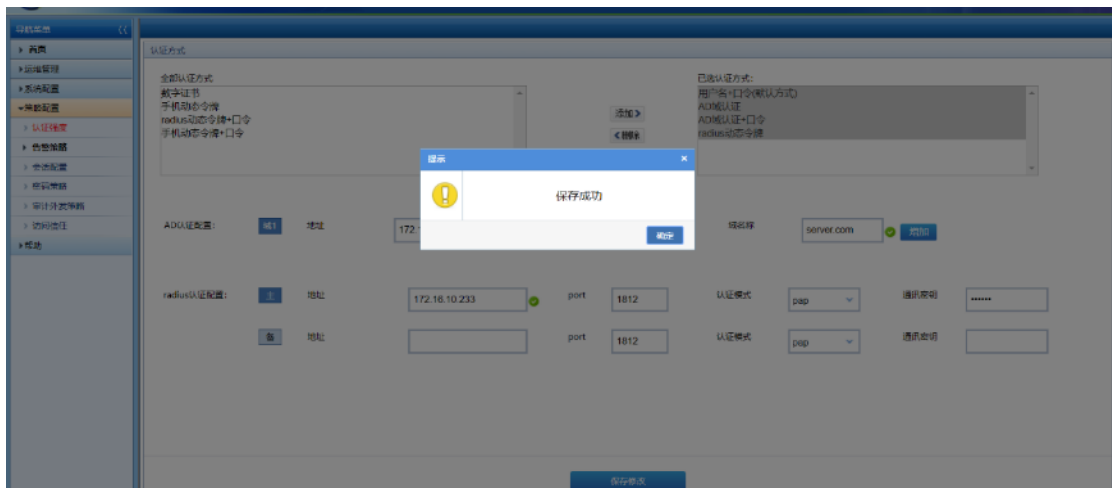 导航菜单
首页
运维管理
系统配置
策略配置
认证强度
告警策略
会话配置
密码策略
审计外发策略
访问信任
帮助
认证方式
全部认证方式
数字证书
手机动态令牌
radius动态令牌+口令
手机动态令牌+口令
添加
删除
已选认证方式:
用户名+口令(默认方式)
AD域认证
AD域认证+口令
radius动态令牌
提示
保存成功
确定
AD认证配置: 域1 地址 172. 域名称 server.com 增加
radius认证配置: 主 地址 172.16.10.233 port 1812 认证模式 pap 通讯密钥 ••••••
备 地址 port 1812 认证模式 pap 通讯密钥
保存修改